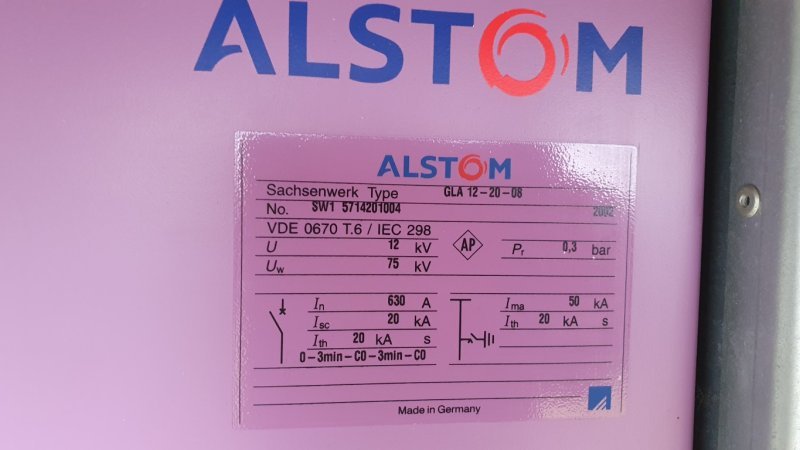 ALSTOM
ALSTOM
Sachsenwerk Type GLA 12-20-08
No. SW1 5714201004 2002
VDE 0670 T.6 / IEC 298
U 12 kV AP Pr 0,3 bar
Uw 75 kV
In 630 A Ima 50 kA
Isc 20 kA Ith 20 kA s
Ith 20 kA s
0-3min-CO-3min-CO
Made in Germany